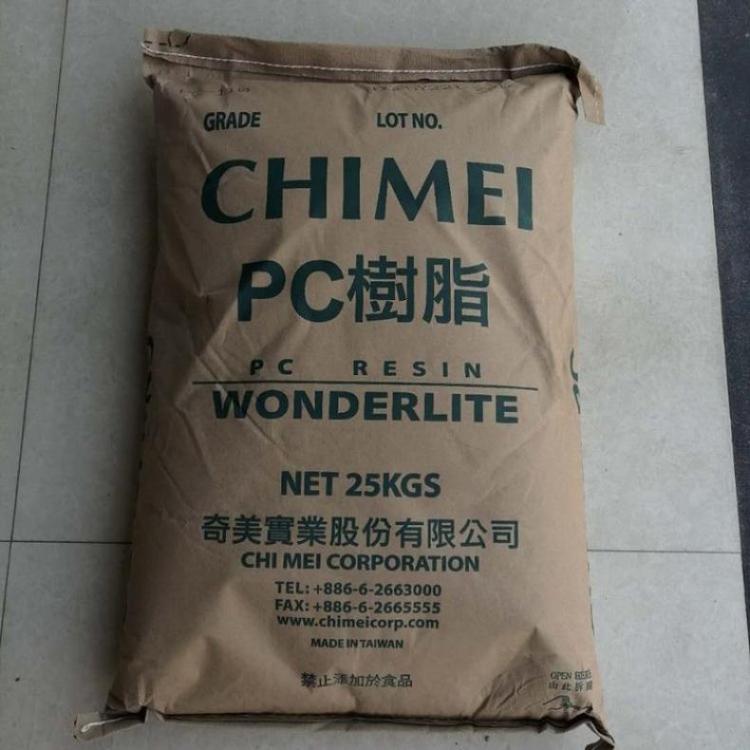 GRADE LOT NO.
CHIMEI
PC樹脂
PC RESIN
WONDERLITE
NET 25KGS
奇美實業股份有限公司
CHI MEI CORPORATION
TEL: +886-6-2663000
FAX: +886-6-2665555
www.chimeicorp.com
MADE IN TAIWAN
禁止添加於食品
OPEN HERE